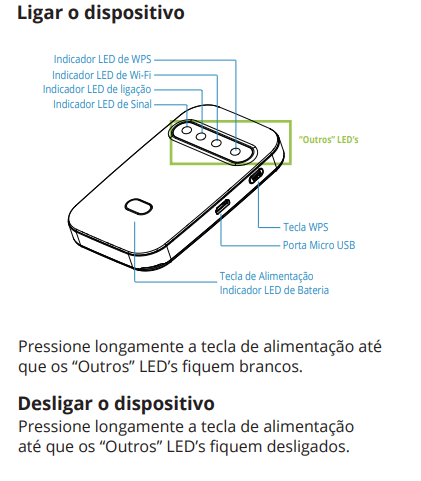 Ligar o dispositivo
Indicador LED de WPS
Indicador LED de Wi-Fi
Indicador LED de ligação
Indicador LED de Sinal
"Outros" LED's
Tecla WPS
Porta Micro USB
Tecla de Alimentação
Indicador LED de Bateria
Pressione longamente a tecla de alimentação até
que os “Outros” LED’s fiquem brancos.
Desligar o dispositivo
Pressione longamente a tecla de alimentação
até que os “Outros” LED’s fiquem desligados.